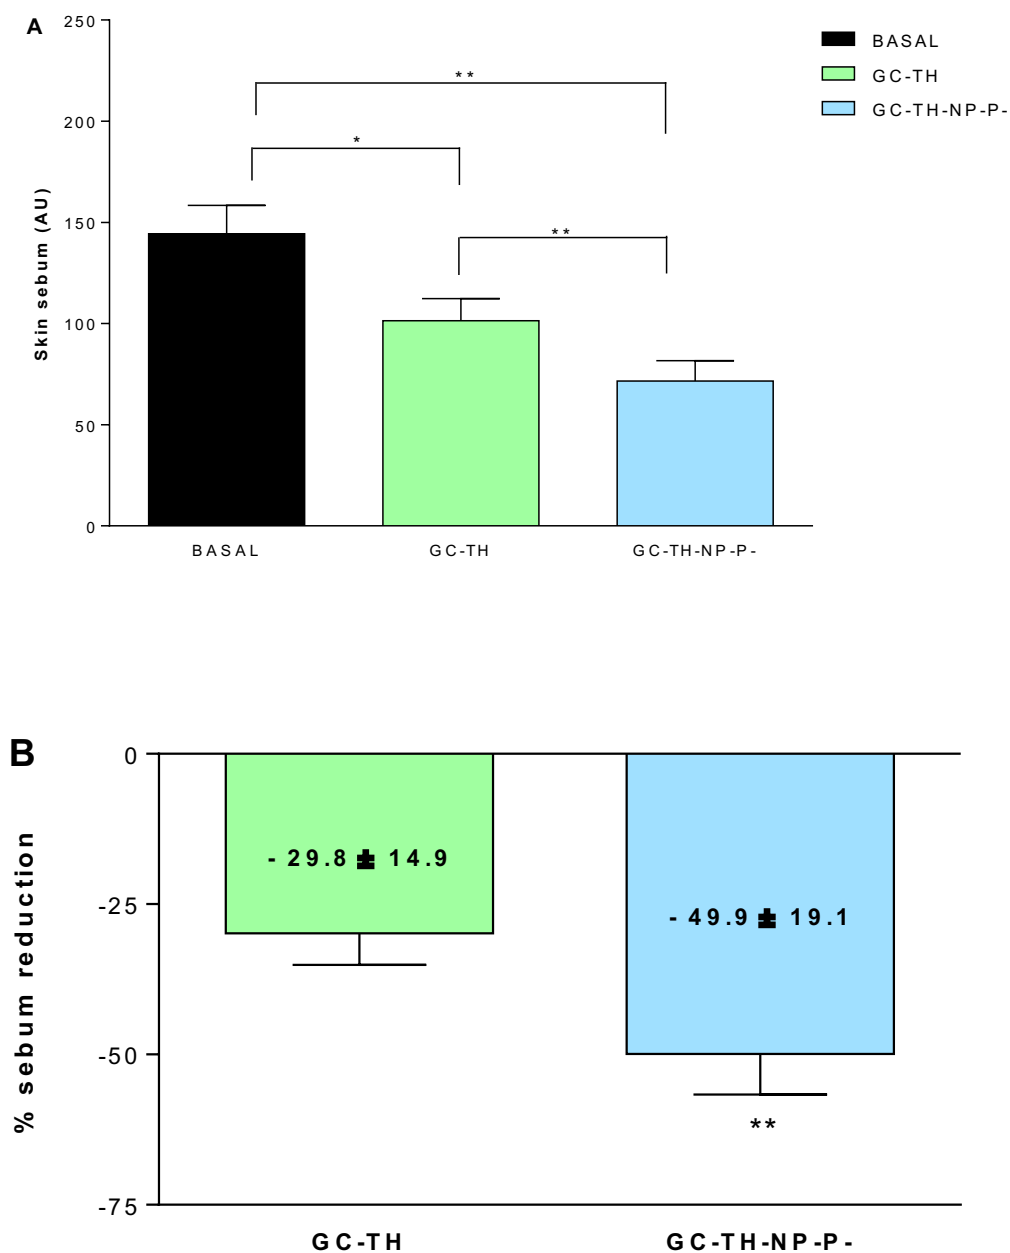 A
250
BASAL
GC-TH
GC-TH-NP-P-
**
200
*
150
**
Skin sebum (AU)
100
50
0
BASAL GC-TH GC-TH-NP-P-
B
0
- 29.8 ± 14.9
-25
- 49.9 ± 19.1
% sebum reduction
-50
**
-75
GC-TH GC-TH-NP-P-